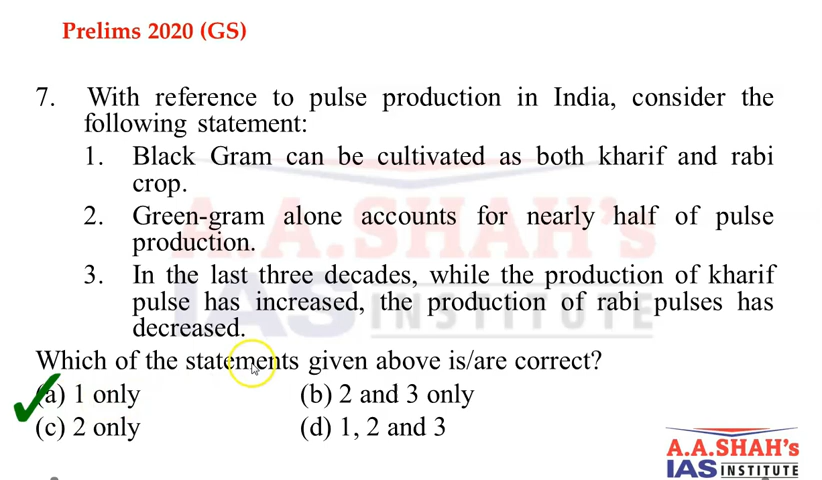 Prelims 2020 (GS)
7. With reference to pulse production in India, consider the
following statement:
1. Black Gram can be cultivated as both kharif and rabi
crop.
2. Green-gram alone accounts for nearly half of pulse
production.
3. In the last three decades, while the production of kharif
pulse has increased, the production of rabi pulses has
decreased.
Which of the statements given above is/are correct?
(a) 1 only (b) 2 and 3 only
(c) 2 only (d) 1, 2 and 3
A.A.SHAH's
IAS INSTITUTE
A.A.SHAH's
IAS INSTITUTE